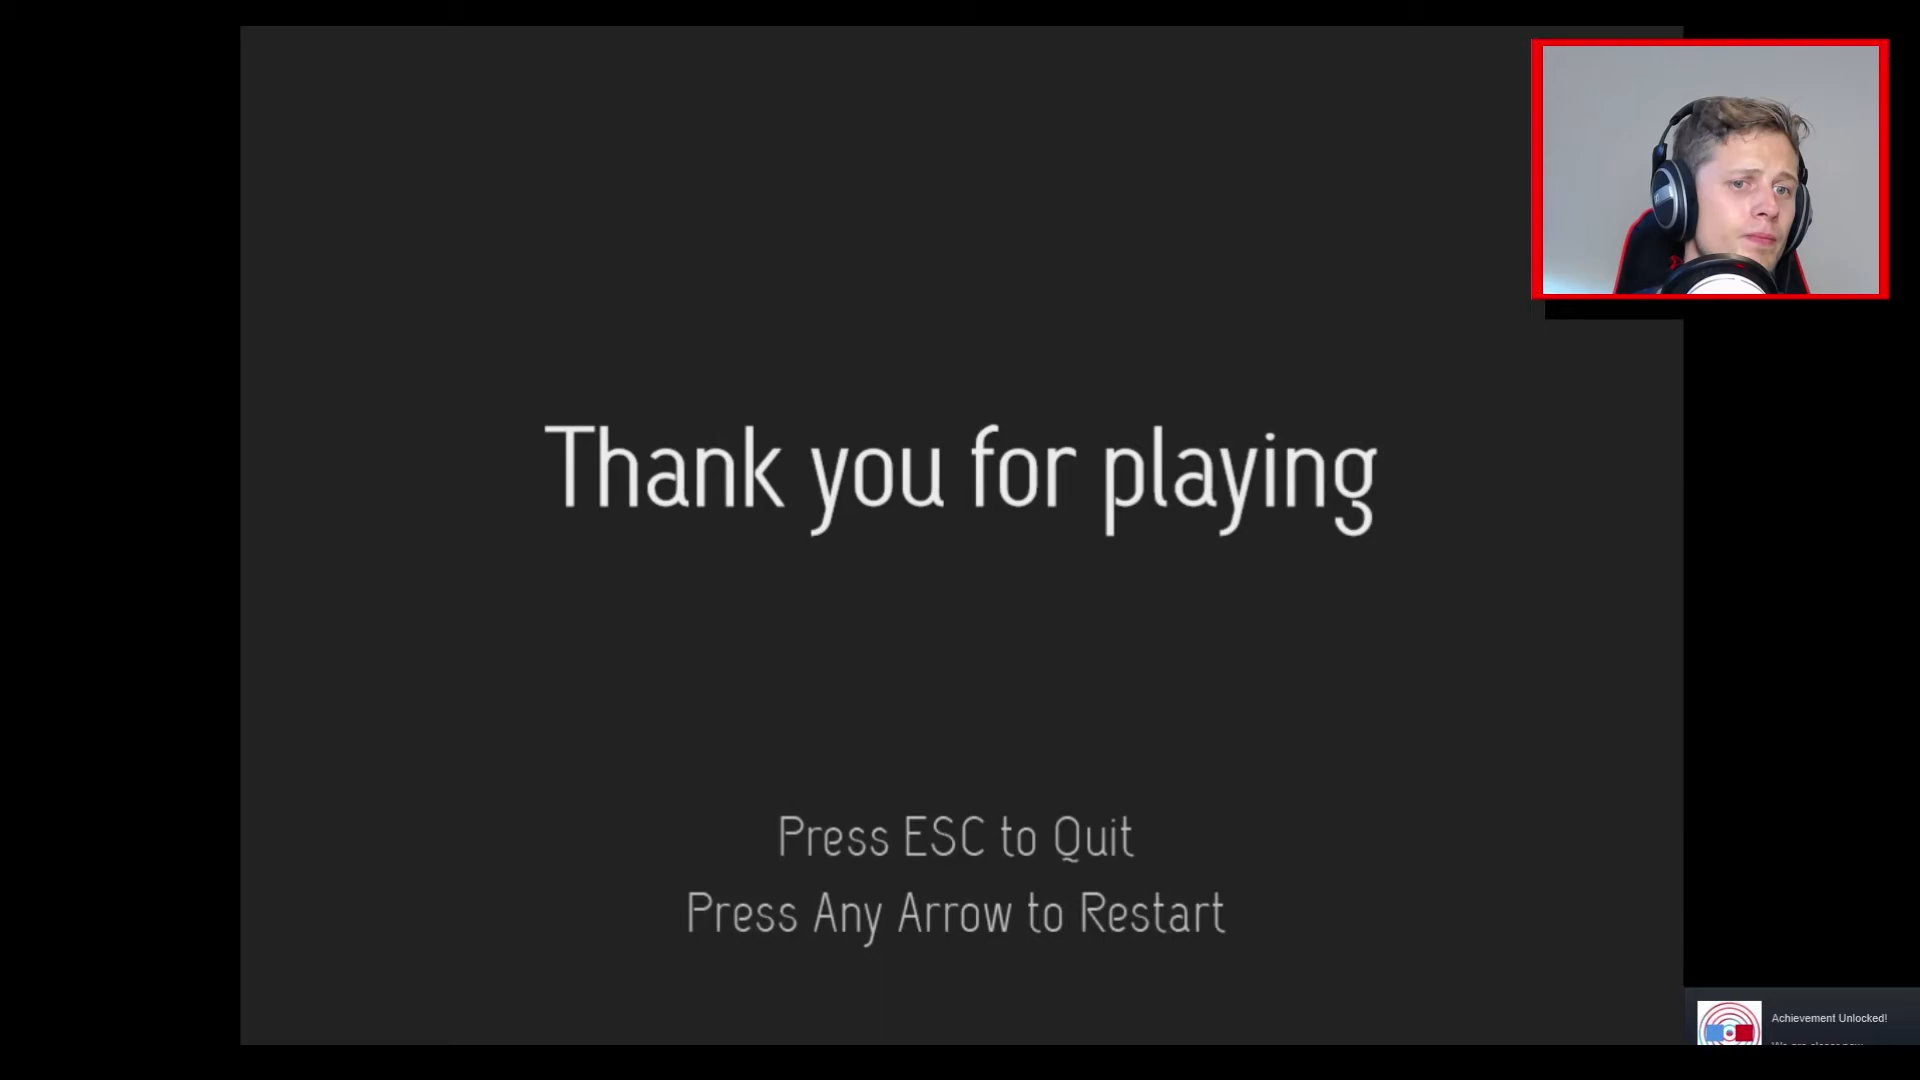 Thank you for playing
Press ESC to Quit
Press Any Arrow to Restart
Achievement Unlocked!